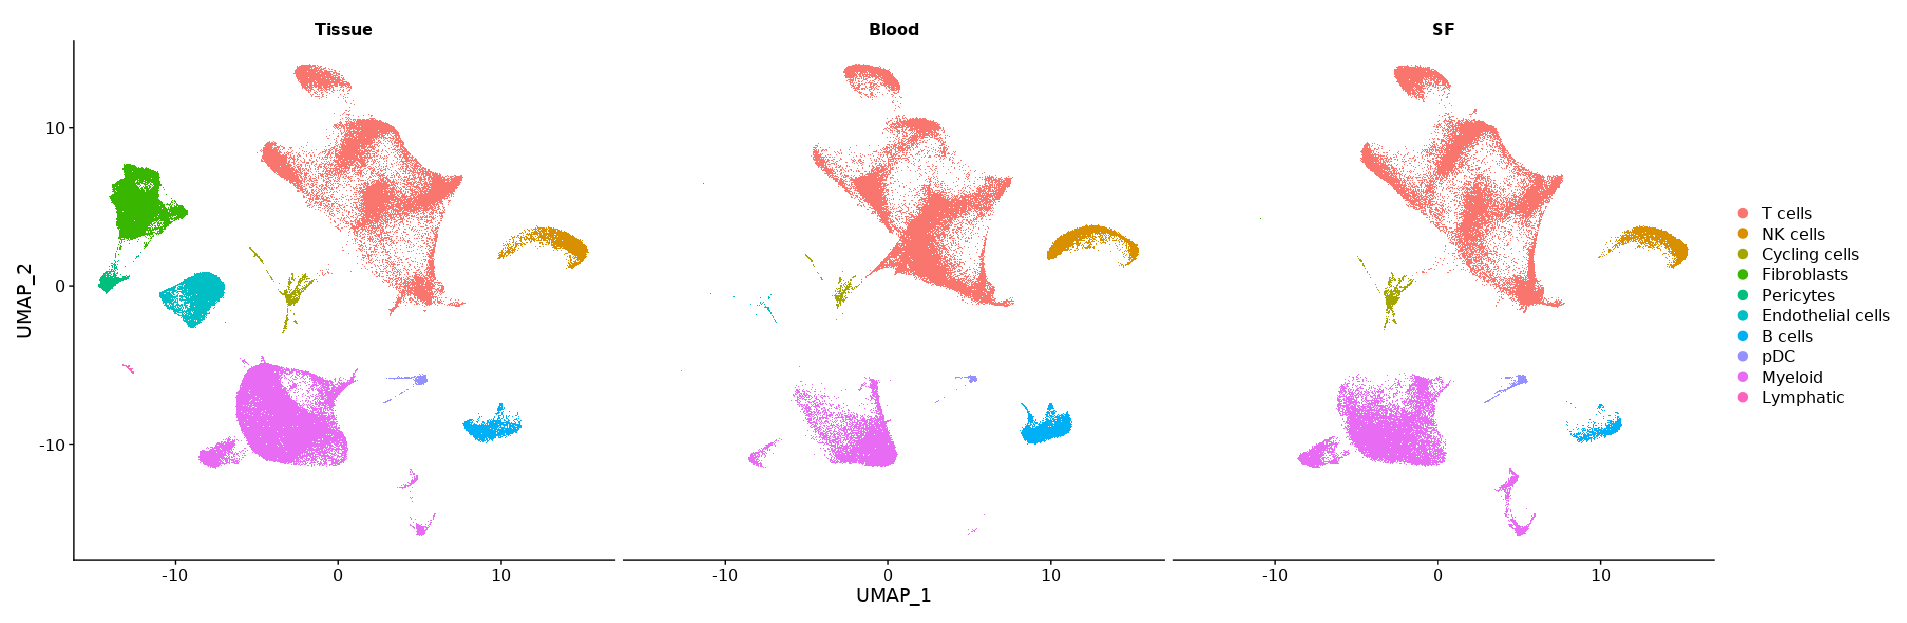 Tissue
Blood
SF
UMAP_2
10
0
-10
-10
0
10
-10
0
10
-10
0
10
UMAP_1
T cells
NK cells
Cycling cells
Fibroblasts
Pericytes
Endothelial cells
B cells
pDC
Myeloid
Lymphatic